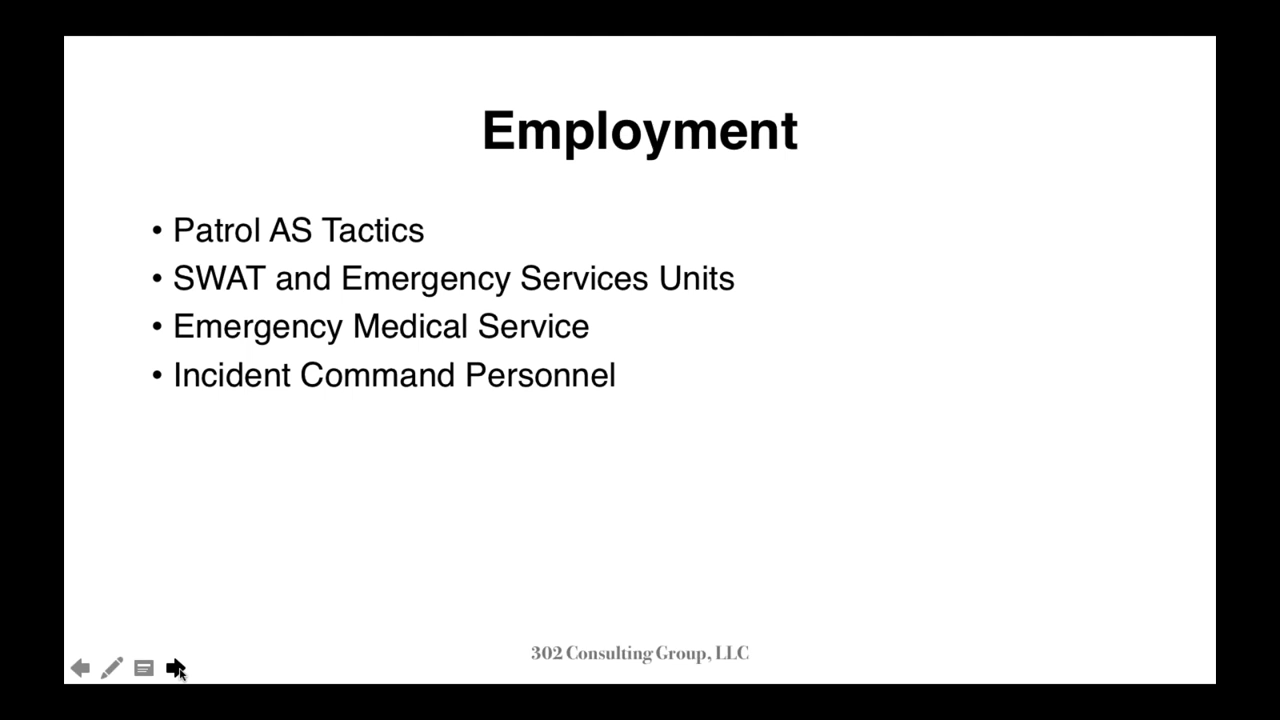 Employment
• Patrol AS Tactics
• SWAT and Emergency Services Units
• Emergency Medical Service
• Incident Command Personnel
302 Consulting Group, LLC